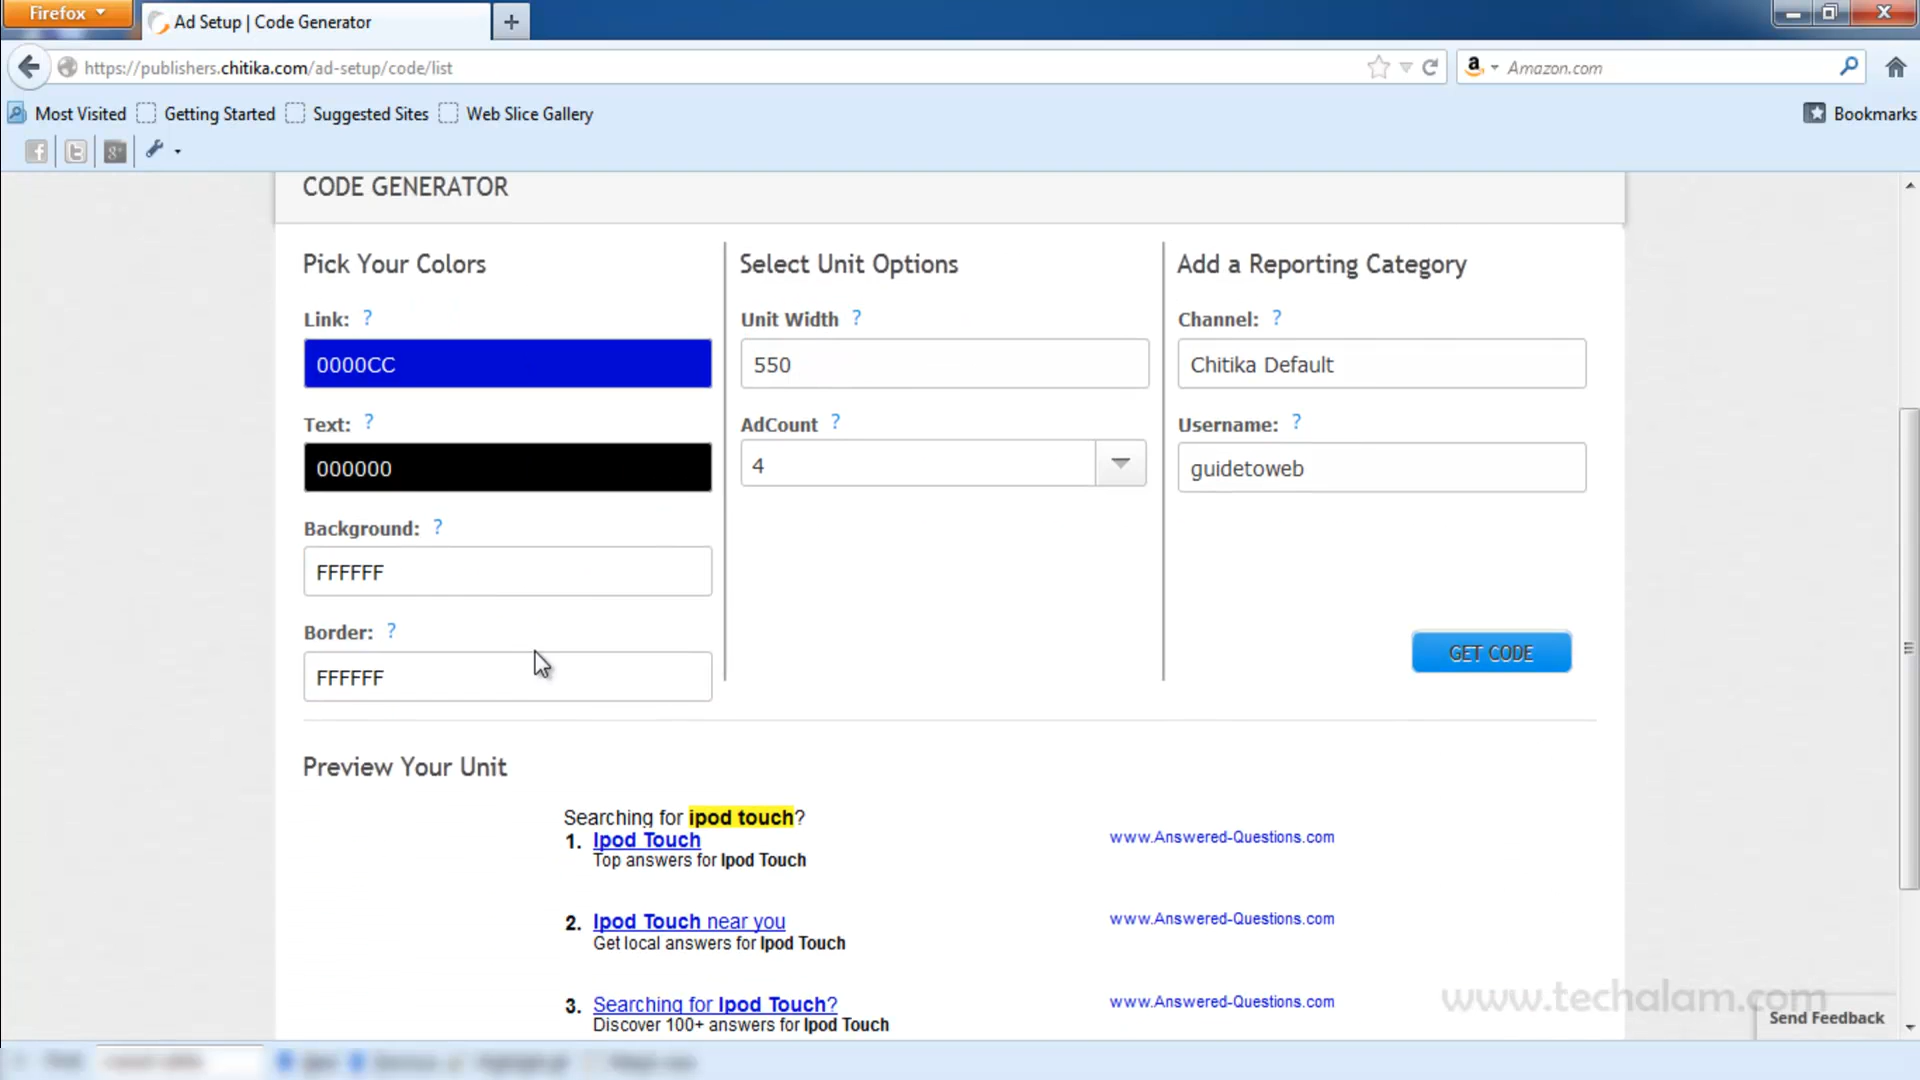 Firefox
Ad Setup | Code Generator
https://publishers.chitika.com/ad-setup/code/list
Amazon.com
Most Visited Getting Started Suggested Sites Web Slice Gallery
Bookmarks
CODE GENERATOR
Pick Your Colors
Select Unit Options
Add a Reporting Category
Link: ?
Unit Width ?
Channel: ?
0000CC
550
Chitika Default
Text: ?
AdCount ?
Username: ?
000000
4
guidetoweb
Background: ?
FFFFFF
Border: ?
FFFFFF
GET CODE
Preview Your Unit
Searching for ipod touch?
1. Ipod Touch
www.Answered-Questions.com
Top answers for Ipod Touch
2. Ipod Touch near you
www.Answered-Questions.com
Get local answers for Ipod Touch
3. Searching for Ipod Touch?
www.Answered-Questions.com
Discover 100+ answers for Ipod Touch
www.techalam.com
Send Feedback